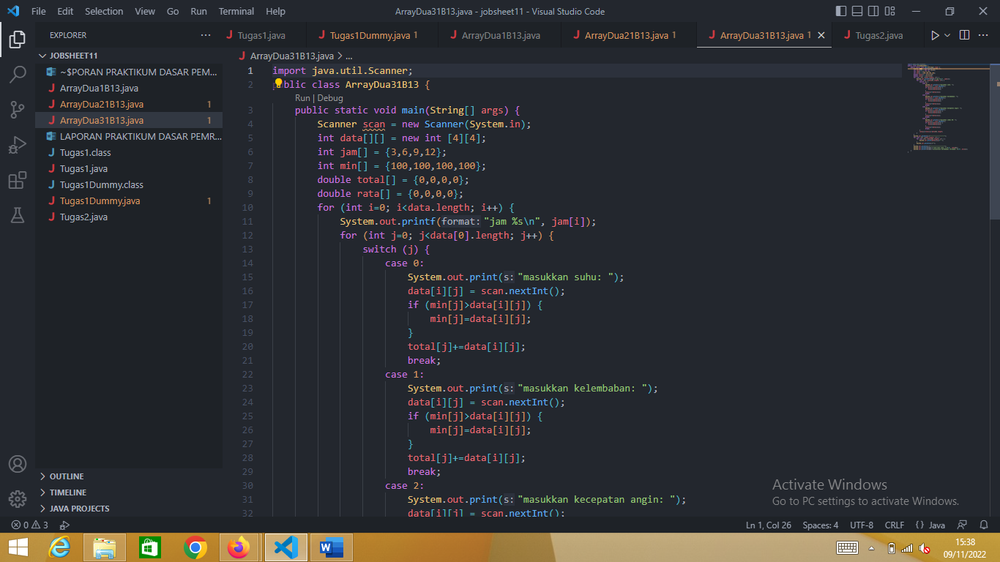 File Edit Selection View Go Run Terminal Help ArrayDua31B13.java - jobsheet11 - Visual Studio Code
EXPLORER
Tugas1.java Tugas1Dummy.java 1 ArrayDua1B13.java ArrayDua21B13.java 1 ArrayDua31B13.java 1 Tugas2.java
JOBSHEET11
~$PORAN PRAKTIKUM DASAR PEM...
ArrayDua1B13.java
ArrayDua21B13.java 1
ArrayDua31B13.java 1
LAPORAN PRAKTIKUM DASAR PEMR...
Tugas1.class
Tugas1.java
Tugas1Dummy.class
Tugas1Dummy.java 1
Tugas2.java
OUTLINE
TIMELINE
JAVA PROJECTS
ArrayDua31B13.java > ...
1 import java.util.Scanner;
2 public class ArrayDua31B13 {
Run | Debug
3 public static void main(String[] args) {
4 Scanner scan = new Scanner(System.in);
5 int data[][] = new int [4][4];
6 int jam[] = {3,6,9,12};
7 int min[] = {100,100,100,100};
8 double total[] = {0,0,0,0};
9 double rata[] = {0,0,0,0};
10 for (int i=0; i<data.length; i++) {
11 System.out.printf(format: "jam %s\n", jam[i]);
12 for (int j=0; j<data[0].length; j++) {
13 switch (j) {
14 case 0:
15 System.out.print(s: "masukkan suhu: ");
16 data[i][j] = scan.nextInt();
17 if (min[j]>data[i][j]) {
18 min[j]=data[i][j];
19 }
20 total[j]+=data[i][j];
21 break;
22 case 1:
23 System.out.print(s: "masukkan kelembaban: ");
24 data[i][j] = scan.nextInt();
25 if (min[j]>data[i][j]) {
26 min[j]=data[i][j];
27 }
28 total[j]+=data[i][j];
29 break;
30 case 2:
31 System.out.print(s: "masukkan kecepatan angin: ");
32 data[i][j] = scan.nextInt();
Activate Windows
Go to PC settings to activate Windows.
0 3 Ln 1, Col 26 Spaces: 4 UTF-8 CRLF {} Java
15:38
09/11/2022